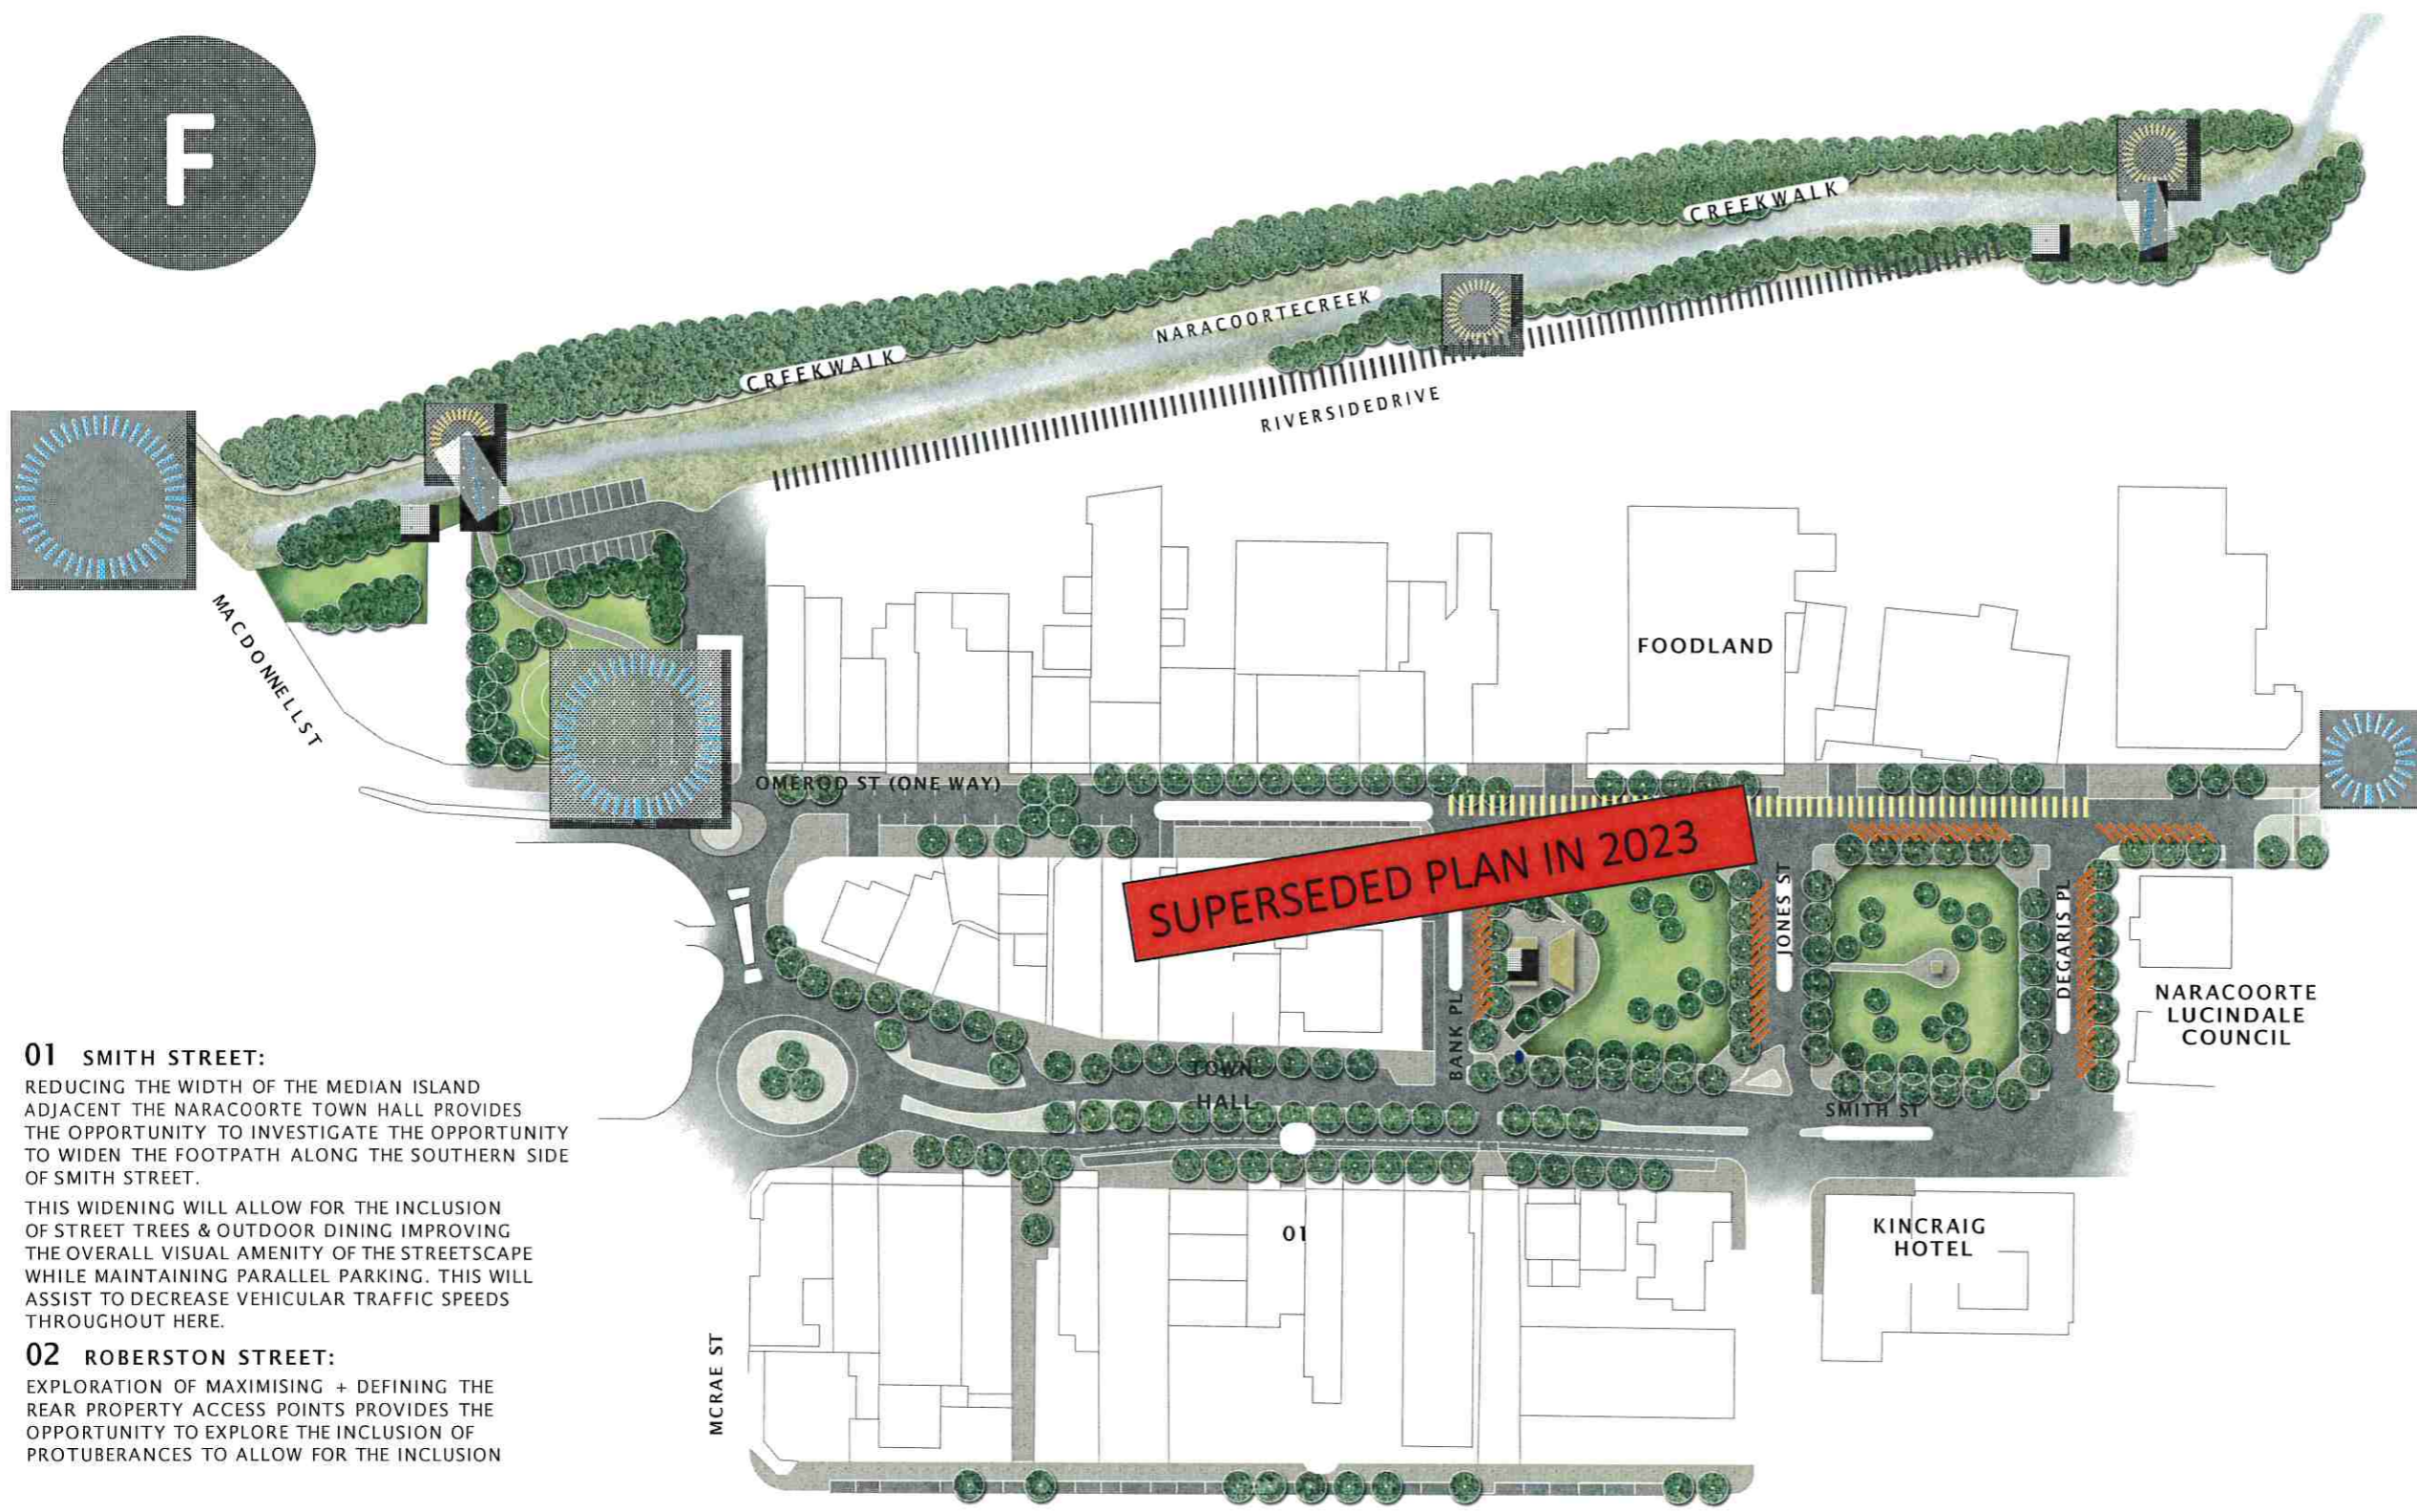 F
CREEKWALK
NARACOORTECREEK
CREEKWALK
RIVERSIDEDRIVE
MACDONNELLST
FOODLAND
OMEROD ST (ONE WAY)
SUPERSEDED PLAN IN 2023
JONES ST
DEGARIS PL
BANK PL
NARACOORTE
LUCINDALE
COUNCIL
TOWN
HALL
SMITH ST
01
KINCRAIG
HOTEL
MCRAE ST
01 SMITH STREET:
REDUCING THE WIDTH OF THE MEDIAN ISLAND
ADJACENT THE NARACOORTE TOWN HALL PROVIDES
THE OPPORTUNITY TO INVESTIGATE THE OPPORTUNITY
TO WIDEN THE FOOTPATH ALONG THE SOUTHERN SIDE
OF SMITH STREET.
THIS WIDENING WILL ALLOW FOR THE INCLUSION
OF STREET TREES & OUTDOOR DINING IMPROVING
THE OVERALL VISUAL AMENITY OF THE STREETSCAPE
WHILE MAINTAINING PARALLEL PARKING. THIS WILL
ASSIST TO DECREASE VEHICULAR TRAFFIC SPEEDS
THROUGHOUT HERE.
02 ROBERSTON STREET:
EXPLORATION OF MAXIMISING + DEFINING THE
REAR PROPERTY ACCESS POINTS PROVIDES THE
OPPORTUNITY TO EXPLORE THE INCLUSION OF
PROTUBERANCES TO ALLOW FOR THE INCLUSION